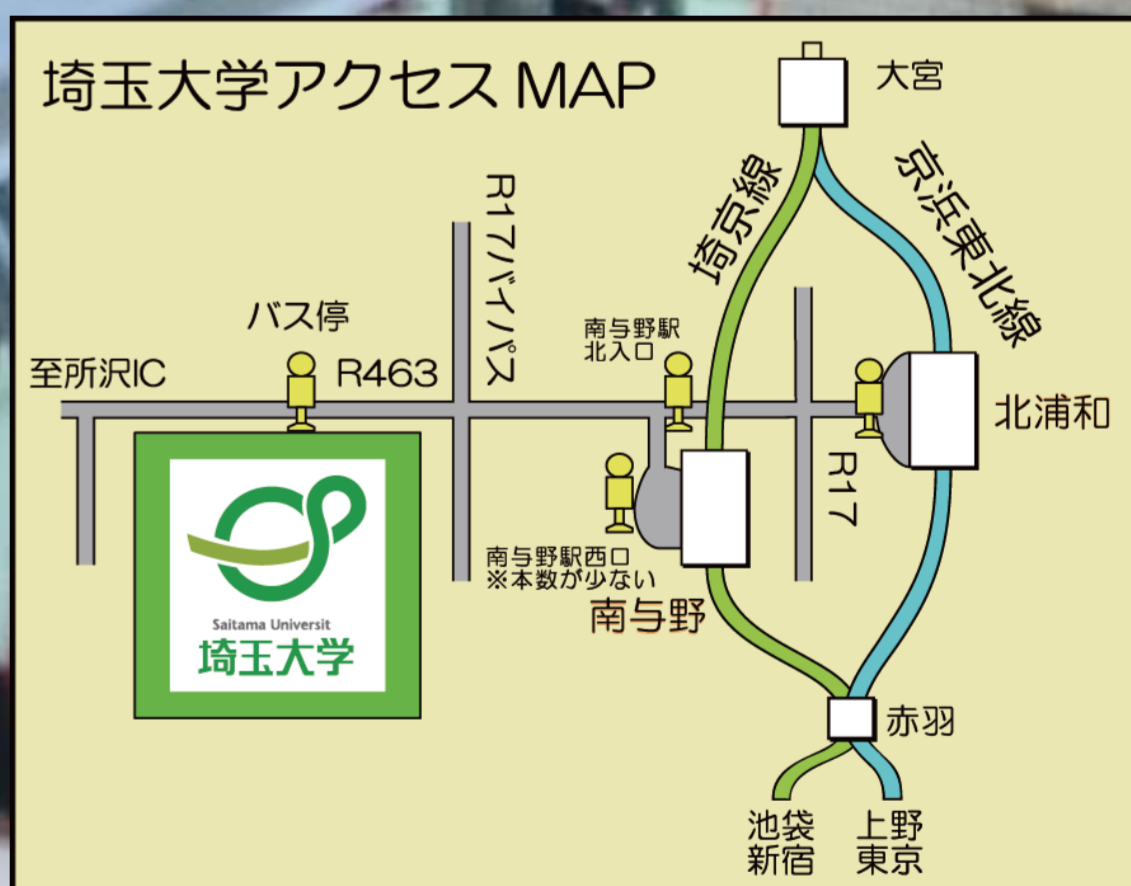 埼玉大学アクセス MAP
大宮
埼京線
京浜東北線
R17バイパス
バス停
南与野駅
北入口
至所沢IC
R463
北浦和
R17
南与野駅西口
※本数が少ない
南与野
Saitama Universit
埼玉大学
赤羽
池袋
新宿
上野
東京